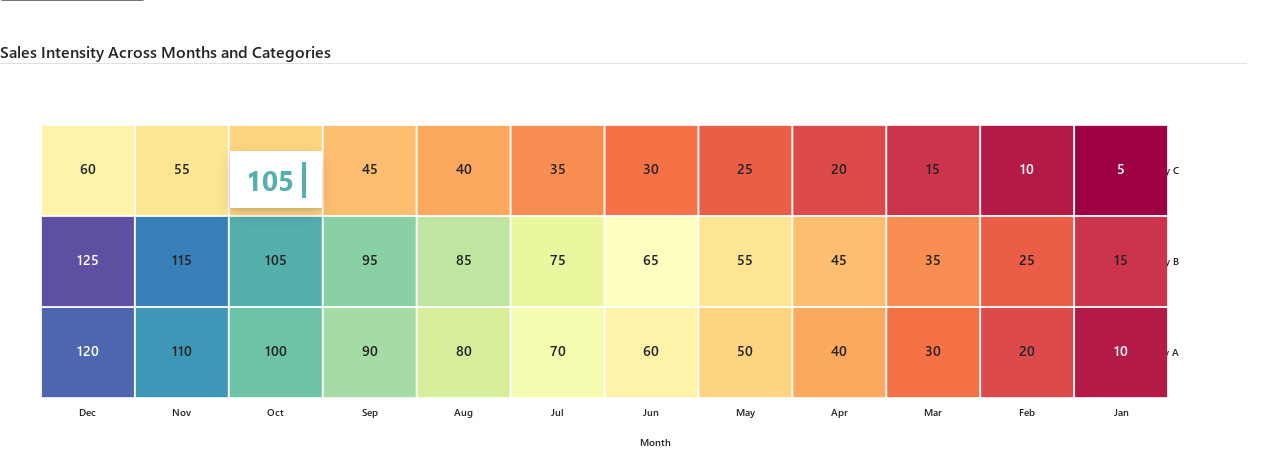 Sales Intensity Across Months and Categories
60 55 45 40 35 30 25 20 15 10 5 C
105
125 115 105 95 85 75 65 55 45 35 25 15 B
120 110 100 90 80 70 60 50 40 30 20 10 A
Dec Nov Oct Sep Aug Jul Jun May Apr Mar Feb Jan
Month